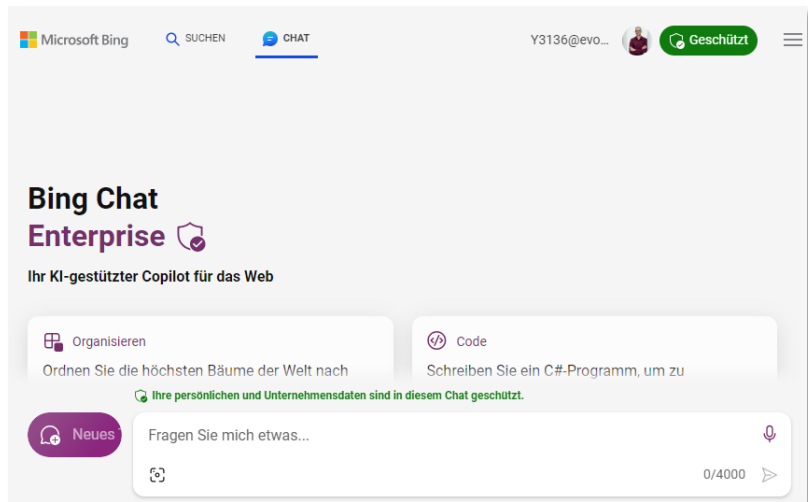 Microsoft Bing SUCHEN CHAT Y3136@evo... Geschützt
Bing Chat
Enterprise
Ihr KI-gestützter Copilot für das Web
Organisieren
Ordnen Sie die höchsten Bäume der Welt nach
Code
Schreiben Sie ein C#-Programm, um zu
Ihre persönlichen und Unternehmensdaten sind in diesem Chat geschützt.
Neues
Fragen Sie mich etwas...
0/4000